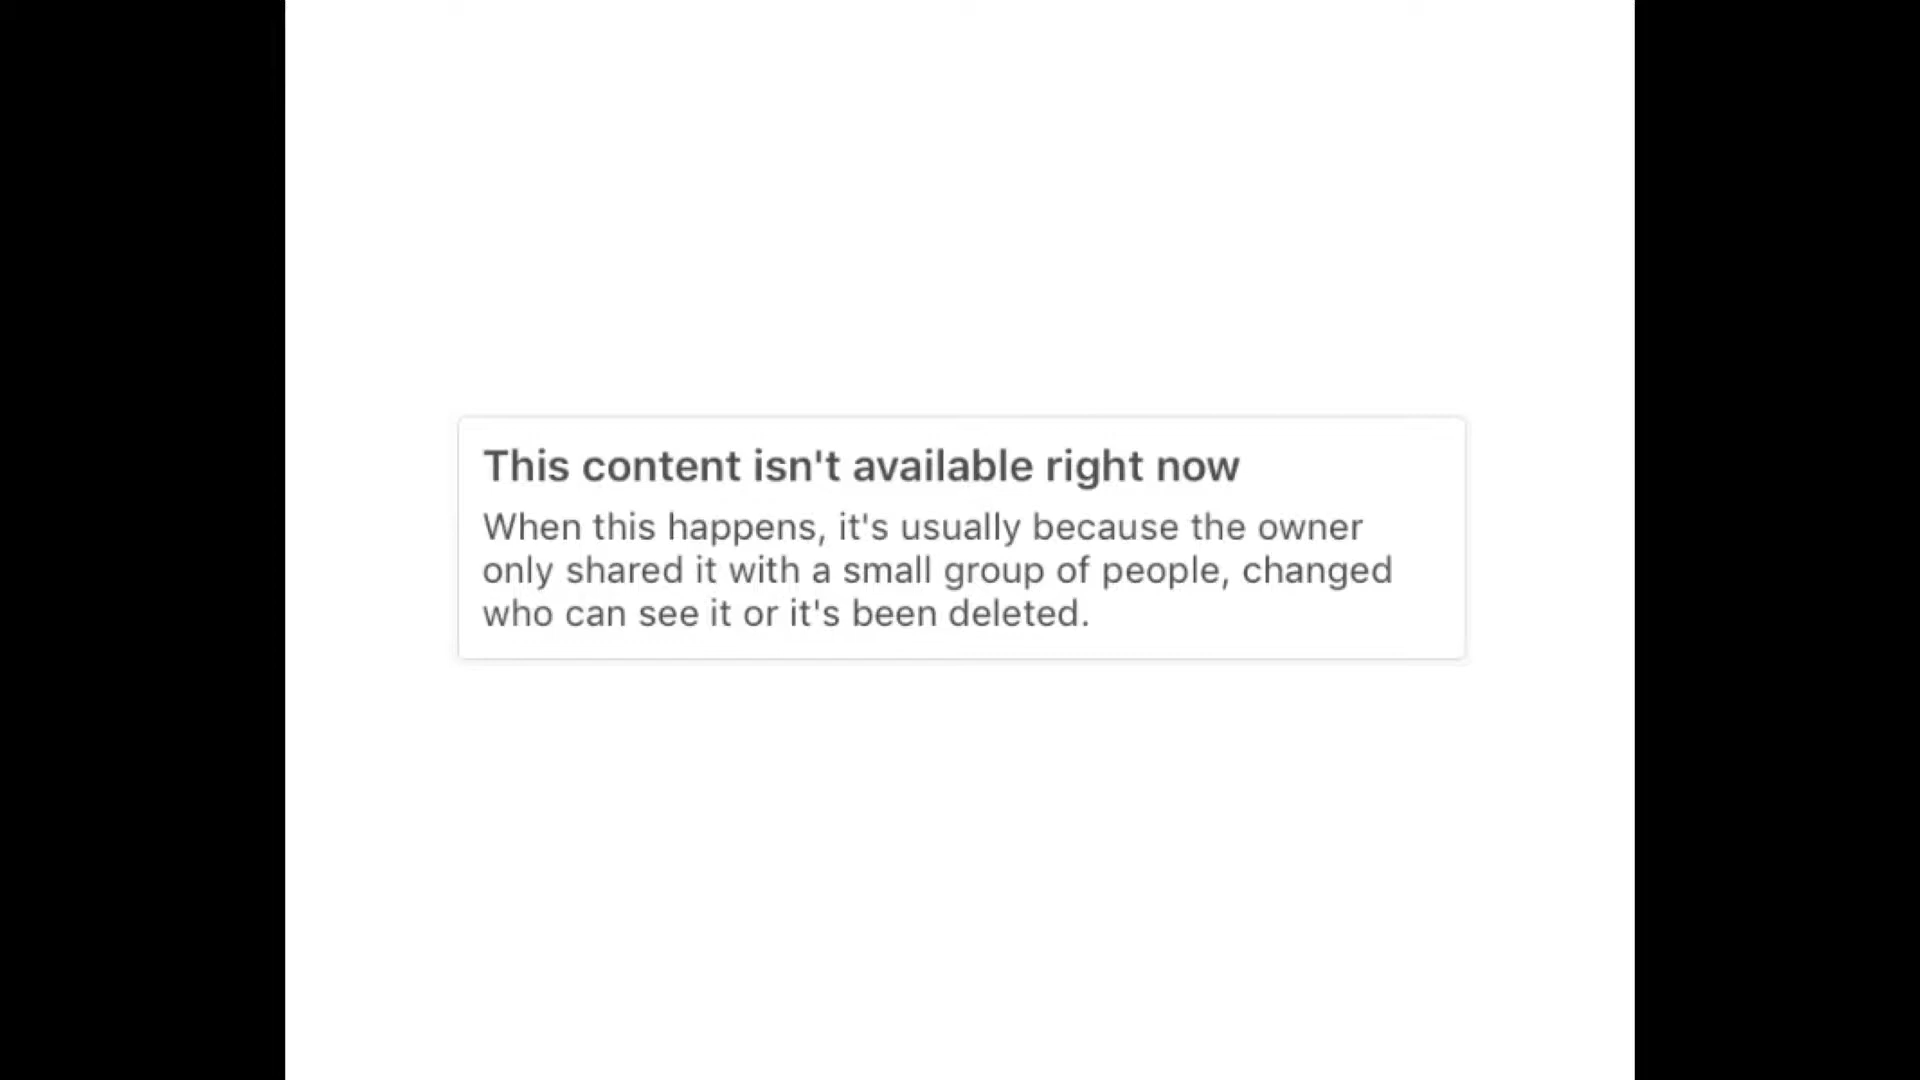 This content isn't available right now
When this happens, it's usually because the owner
only shared it with a small group of people, changed
who can see it or it's been deleted.